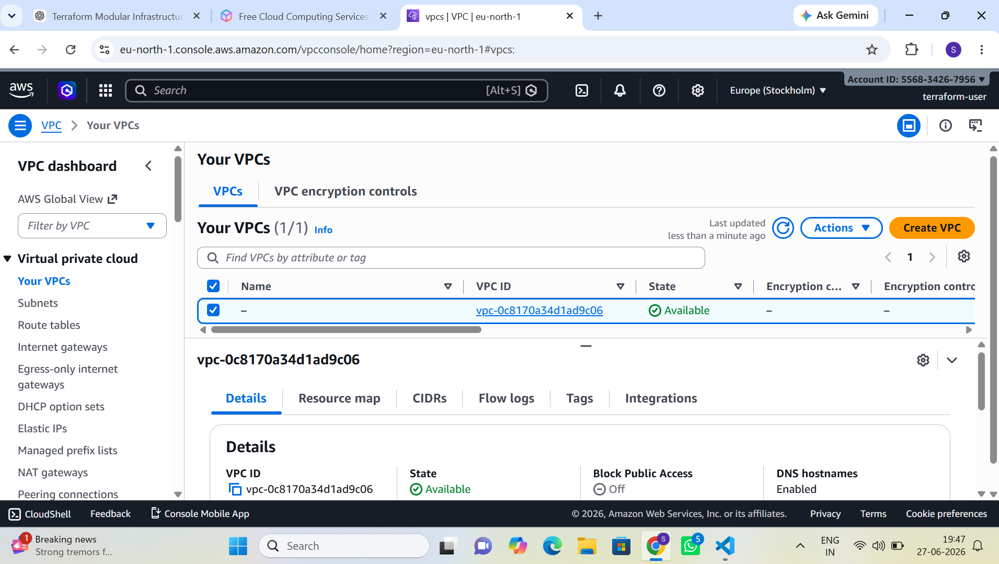 Terraform Modular Infrastructu
Free Cloud Computing Services
vpcs | VPC | eu-north-1
Ask Gemini
eu-north-1.console.aws.amazon.com/vpcconsole/home?region=eu-north-1#vpcs:
S
aws
Search
[Alt+S]
Europe (Stockholm)
Account ID: 5568-3426-7956
terraform-user
VPC
Your VPCs
VPC dashboard
AWS Global View
Filter by VPC
Virtual private cloud
Your VPCs
Subnets
Route tables
Internet gateways
Egress-only internet
gateways
DHCP option sets
Elastic IPs
Managed prefix lists
NAT gateways
Peering connections
Your VPCs
VPCs
VPC encryption controls
Your VPCs (1/1) Info
Last updated
less than a minute ago
Actions
Create VPC
Find VPCs by attribute or tag
1
Name
VPC ID
State
Encryption c...
Encryption contro
–
vpc-0c8170a34d1ad9c06
Available
–
–
vpc-0c8170a34d1ad9c06
Details
Resource map
CIDRs
Flow logs
Tags
Integrations
Details
VPC ID
vpc-0c8170a34d1ad9c06
State
Available
Block Public Access
Off
DNS hostnames
Enabled
CloudShell
Feedback
Console Mobile App
© 2026, Amazon Web Services, Inc. or its affiliates.
Privacy
Terms
Cookie preferences
1
Breaking news
Strong tremors f...
Search
S
5
ENG
IN
19:47
27-06-2026